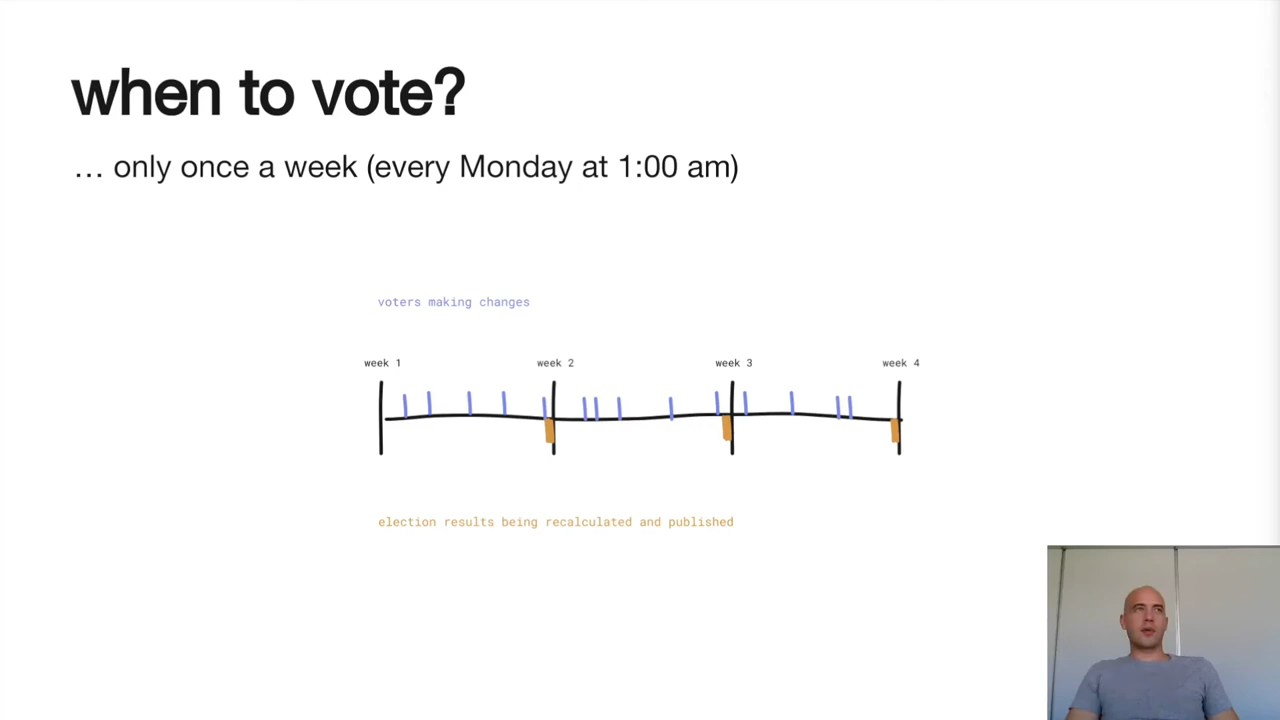 when to vote?
... only once a week (every Monday at 1:00 am)
voters making changes
week 1
week 2
week 3
week 4
election results being recalculated and published